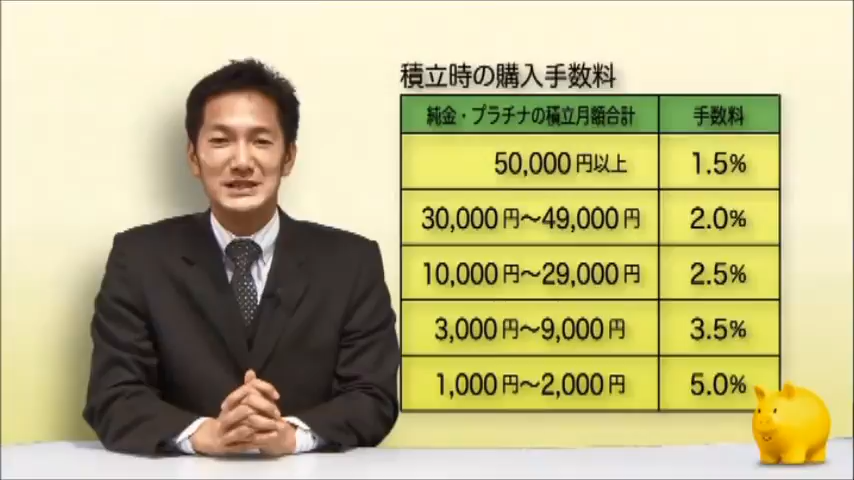 積立時の購入手数料
純金・プラチナの積立月額合計 手数料
50,000円以上 1.5%
30,000円～49,000円 2.0%
10,000円～29,000円 2.5%
3,000円～9,000円 3.5%
1,000円～2,000円 5.0%